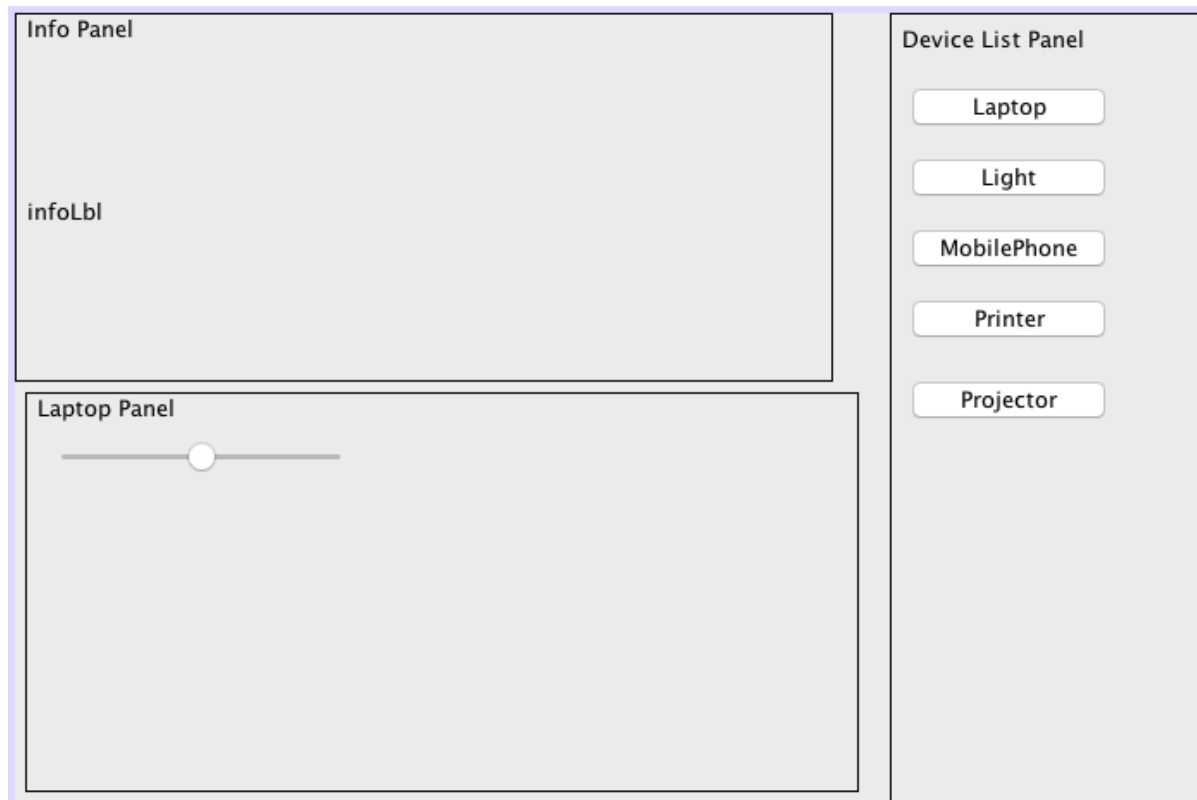 Info Panel
infoLbl
Laptop Panel
Device List Panel
Laptop
Light
MobilePhone
Printer
Projector